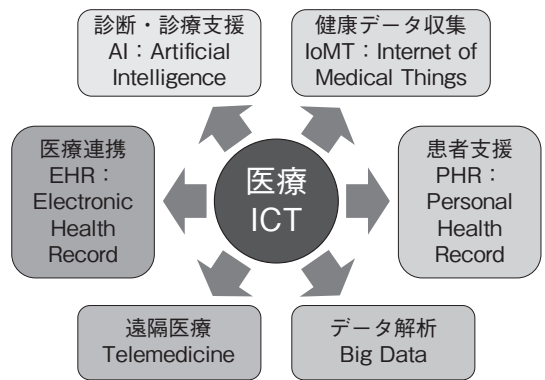 診断・診療支援
AI：Artificial
Intelligence
健康データ収集
IoMT：Internet of
Medical Things
医療連携
EHR：
Electronic
Health
Record
医療
ICT
患者支援
PHR：
Personal
Health
Record
遠隔医療
Telemedicine
データ解析
Big Data